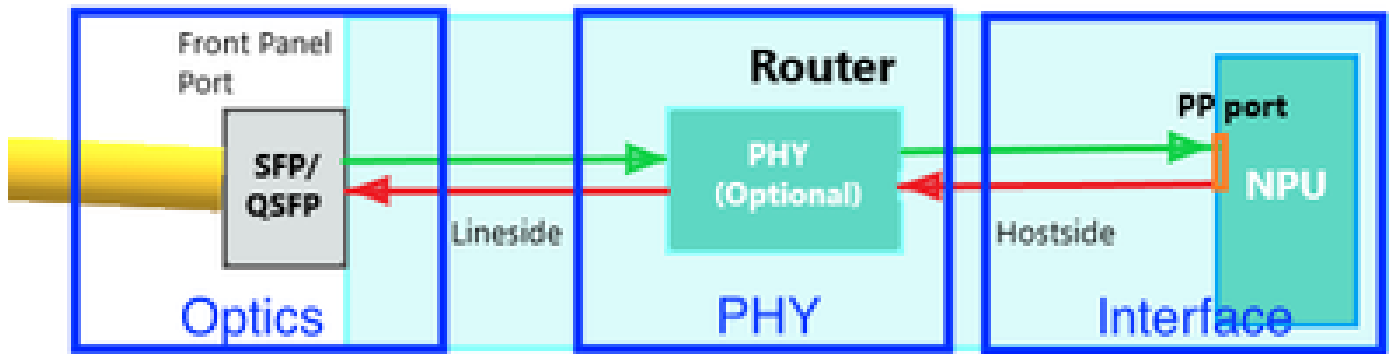 Front Panel
Port
SFP/
QSFP
Optics
Lineside
Router
PHY
(Optional)
PHY
Hostside
PP port
NPU
Interface